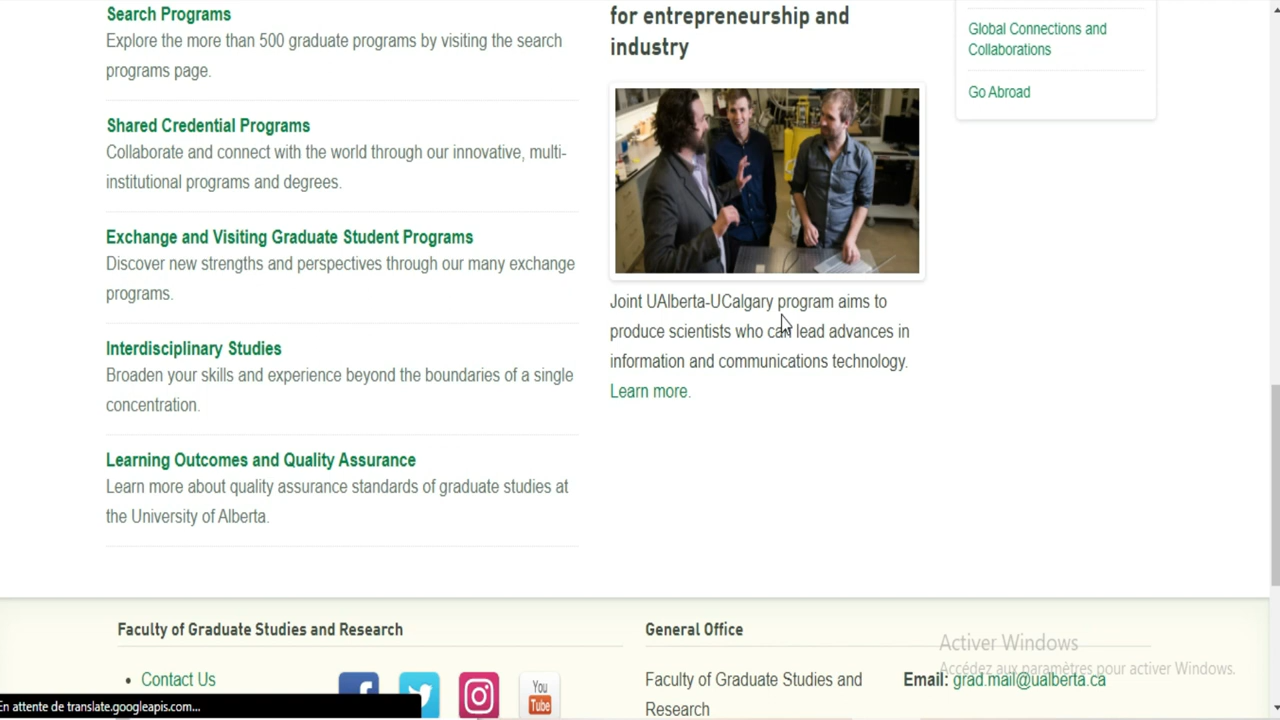 Search Programs
Explore the more than 500 graduate programs by visiting the search
programs page.
Shared Credential Programs
Collaborate and connect with the world through our innovative, multi-
institutional programs and degrees.
Exchange and Visiting Graduate Student Programs
Discover new strengths and perspectives through our many exchange
programs.
Interdisciplinary Studies
Broaden your skills and experience beyond the boundaries of a single
concentration.
Learning Outcomes and Quality Assurance
Learn more about quality assurance standards of graduate studies at
the University of Alberta.
for entrepreneurship and
industry
Joint UAlberta-UCalgary program aims to
produce scientists who can lead advances in
information and communications technology.
Learn more.
Global Connections and
Collaborations
Go Abroad
Faculty of Graduate Studies and Research
Contact Us
You
Tube
General Office
Faculty of Graduate Studies and
Research
Email: grad.mail@ualberta.ca
Activer Windows
Accédez aux paramètres pour activer Windows.
En attente de translate.googleapis.com...